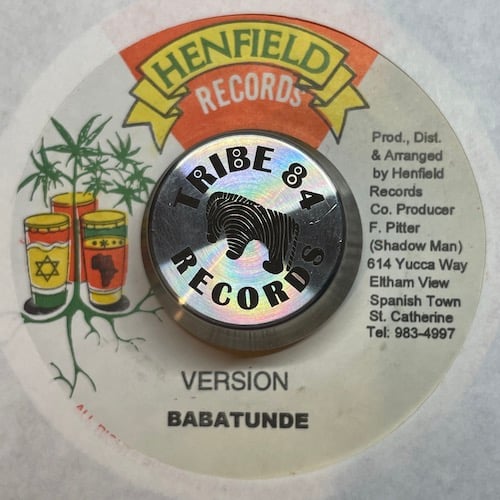 HENFIELD
RECORDS
TRIBE 84
RECORDS
Prod., Dist.
& Arranged
by Henfield
Records
Co. Producer
F. Pitter
(Shadow Man)
614 Yucca Way
Eltham View
Spanish Town
St. Catherine
Tel: 983-4997
VERSION
BABATUNDE
ALL